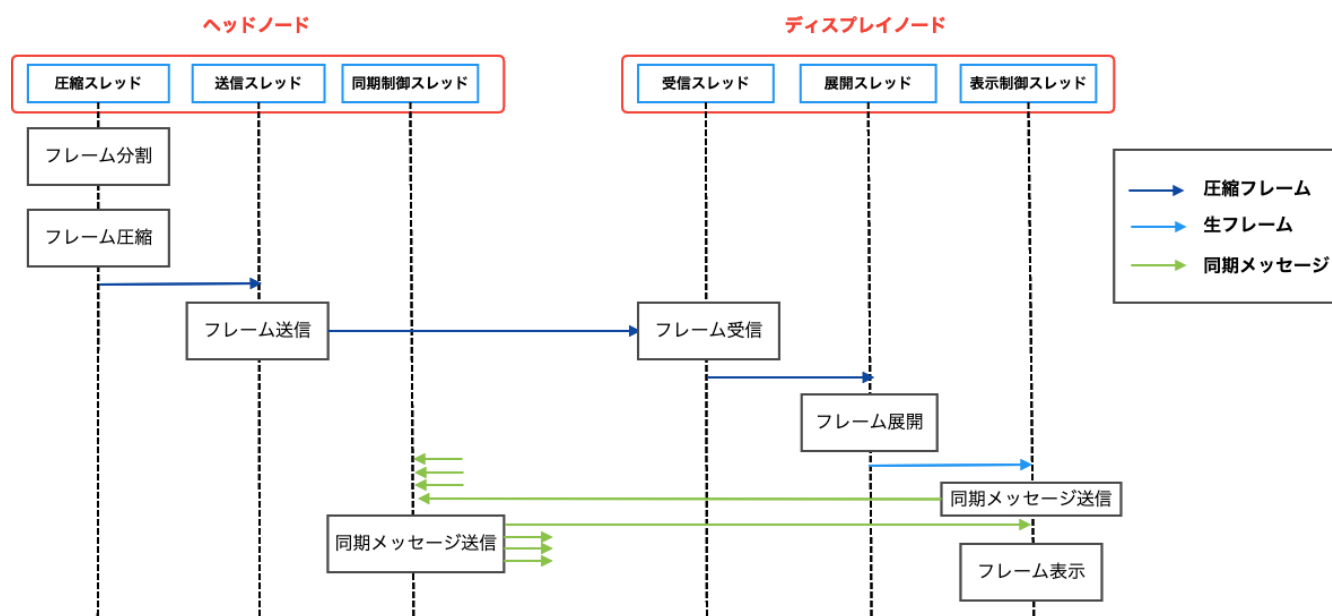 ヘッドノード
ディスプレイノード
圧縮スレッド
送信スレッド
同期制御スレッド
受信スレッド
展開スレッド
表示制御スレッド
フレーム分割
フレーム圧縮
圧縮フレーム
生フレーム
同期メッセージ
フレーム送信
フレーム受信
フレーム展開
同期メッセージ送信
同期メッセージ送信
フレーム表示